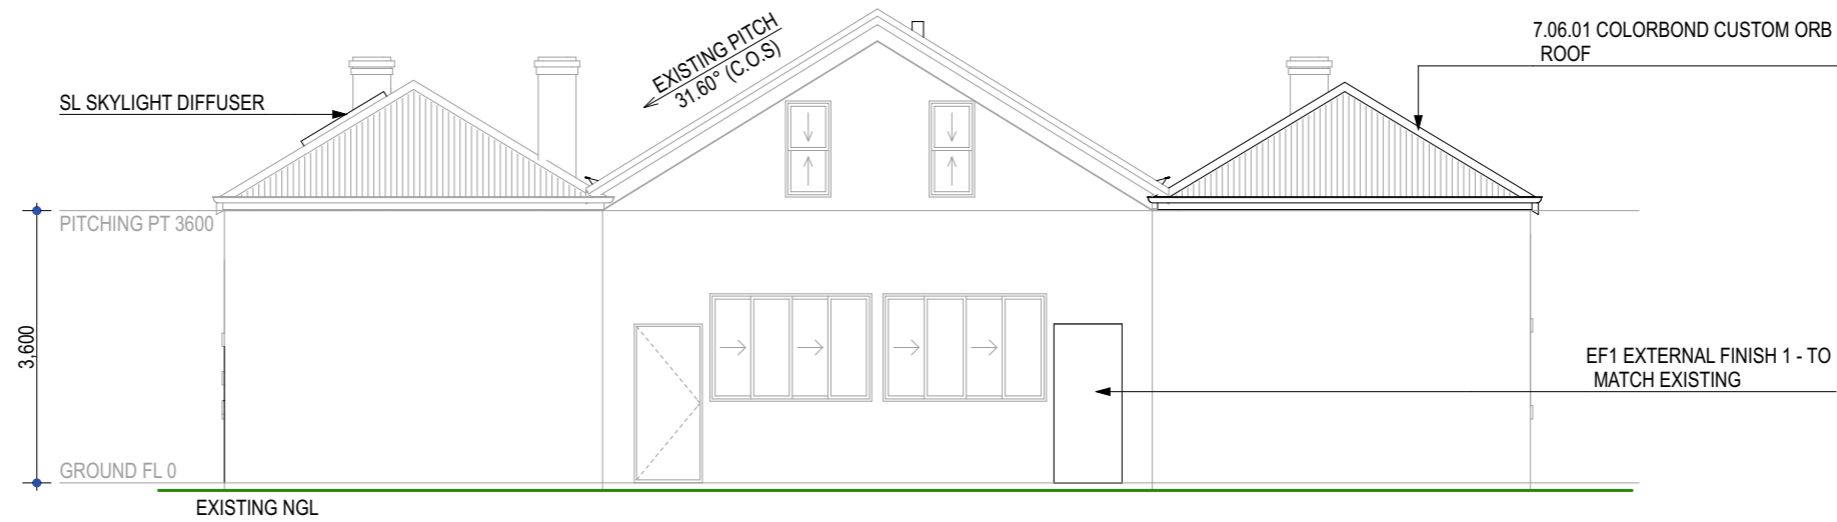 EXISTING PITCH
31.60° (C.O.S)
7.06.01 COLORBOND CUSTOM ORB
ROOF
SL SKYLIGHT DIFFUSER
PITCHING PT 3600
3,600
EF1 EXTERNAL FINISH 1 - TO
MATCH EXISTING
GROUND FL 0
EXISTING NGL